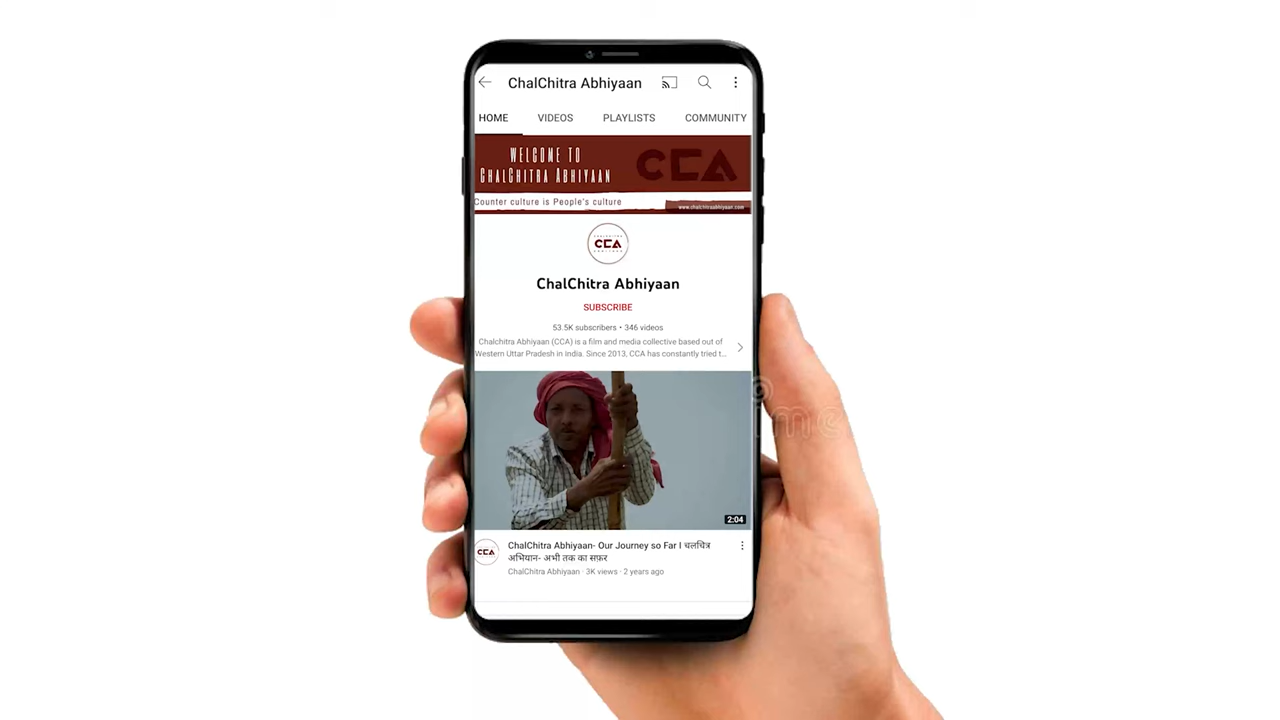 ChalChitra Abhiyaan
HOME VIDEOS PLAYLISTS COMMUNITY
WELCOME TO
CHALCHITRA ABHIYAAN
CCA
Counter culture is People's culture
www.chalchitraabhiyaan.com
CHALCHITRA
CCA
ABHIYAAN
ChalChitra Abhiyaan
SUBSCRIBE
53.5K subscribers • 346 videos
Chalchitra Abhiyaan (CCA) is a film and media collective based out of
Western Uttar Pradesh in India. Since 2013, CCA has constantly tried t...
2:04
CCA
ChalChitra Abhiyaan- Our Journey so Far I चलचित्र
अभियान- अभी तक का सफ़र
ChalChitra Abhiyaan · 3K views · 2 years ago